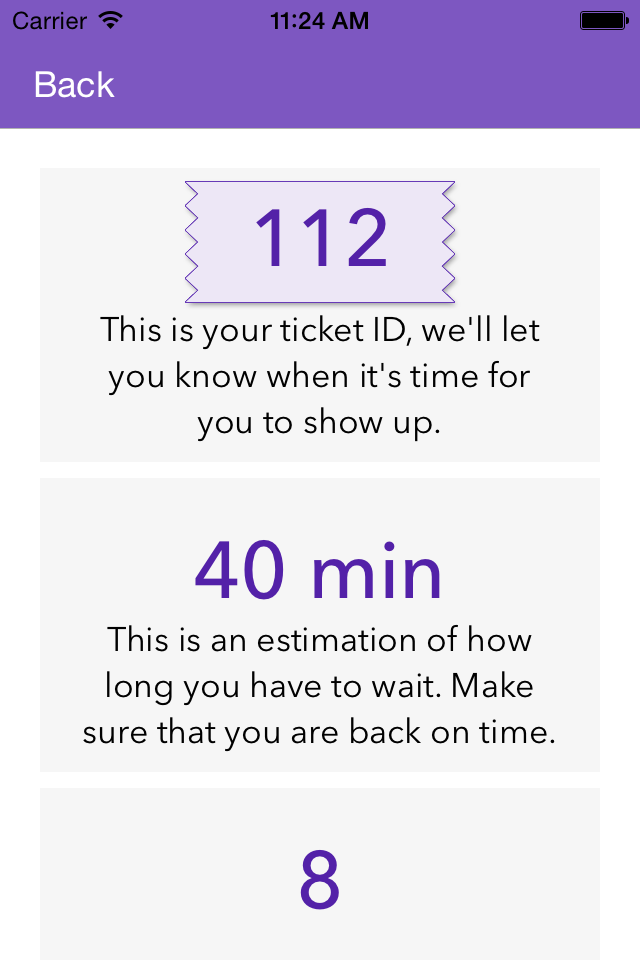 Carrier 11:24 AM
Back
112
This is your ticket ID, we'll let
you know when it's time for
you to show up.
40 min
This is an estimation of how
long you have to wait. Make
sure that you are back on time.
8